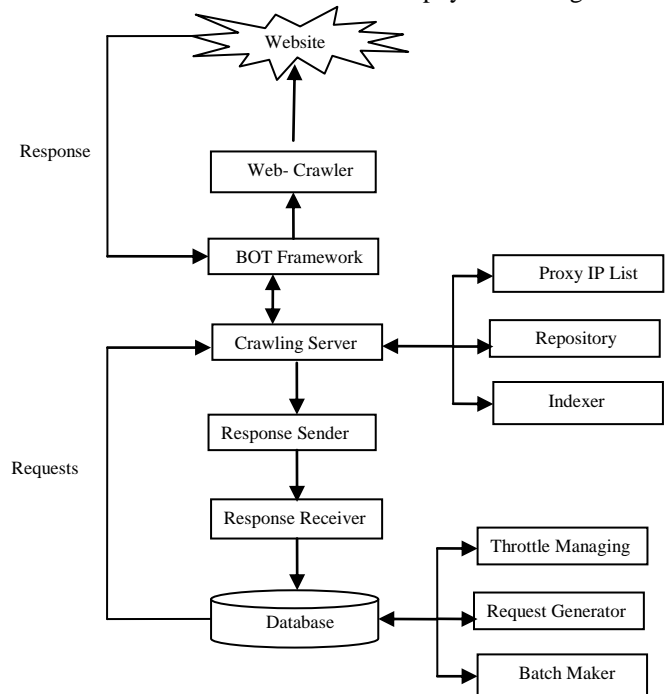 Website
Response
Web- Crawler
BOT Framework
Proxy IP List
Crawling Server
Repository
Indexer
Response Sender
Requests
Response Receiver
Throttle Managing
Request Generator
Database
Batch Maker